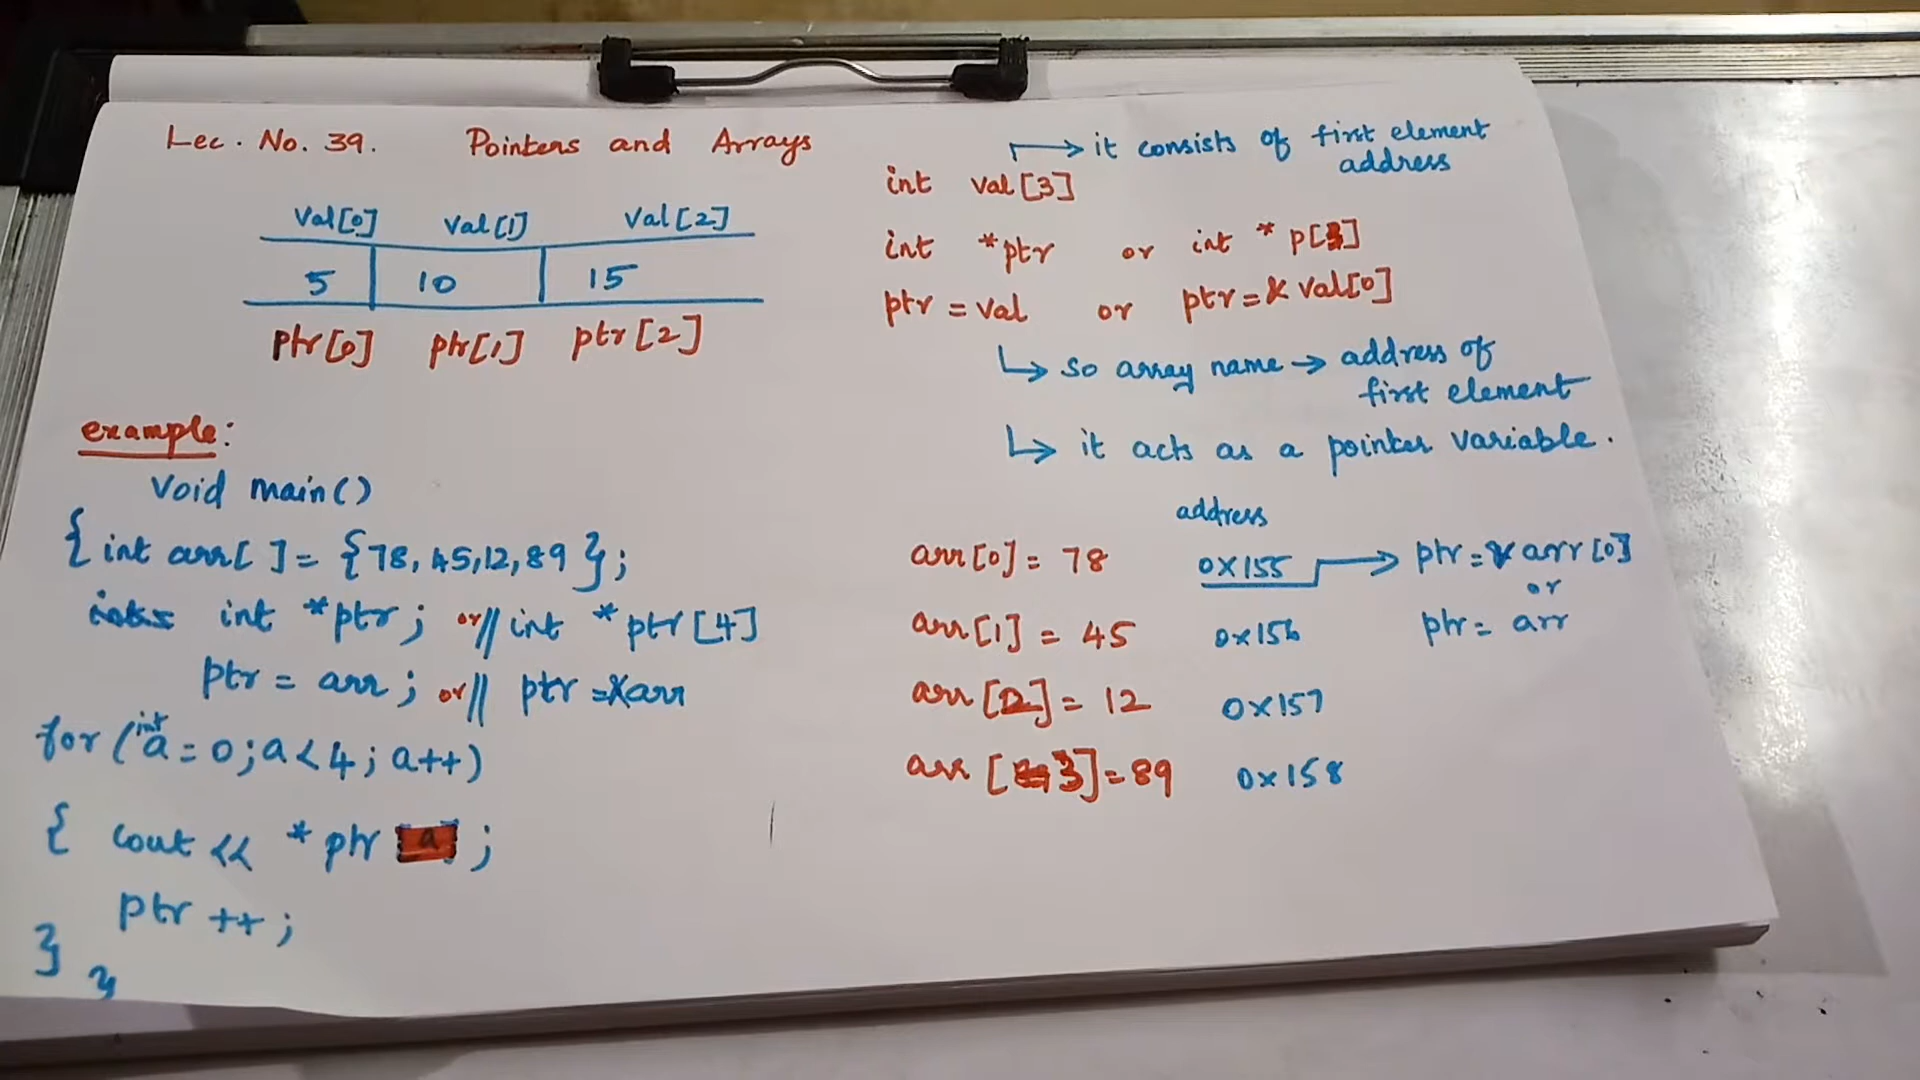 Lec. No. 39. Pointers and Arrays
Val[0] Val[1] Val[2]
5 10 15
ptr[0] ptr[1] ptr[2]
example:
Void main()
{ int arr[ ] = {78, 45, 12, 89 };
int *ptr; or // int *ptr[4]
ptr = arr; or // ptr = &arr
for (int a = 0; a < 4; a++)
{ cout << * ptr [a] ;
ptr ++ ;
}
}
it consists of first element
address
int val[3]
int *ptr or int * p[3]
ptr = val or ptr = & val[0]
so array name → address of
first element
it acts as a pointer variable.
address
arr[0] = 78 0x155 → ptr = & arr[0]
or
arr[1] = 45 0x156 ptr = arr
arr[2] = 12 0x157
arr[3] = 89 0x158